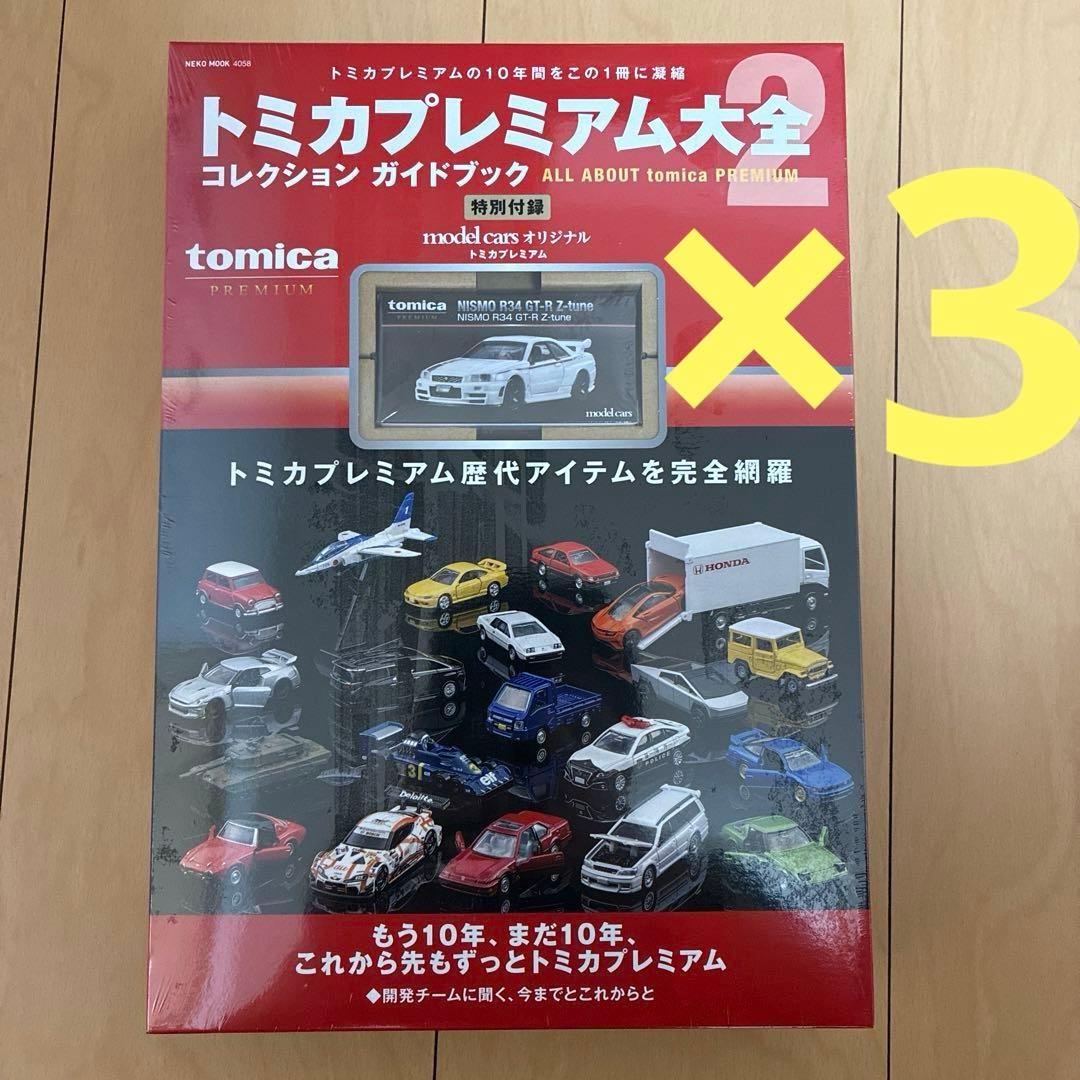 NEKO MOOK 4058
トミカプレミアムの10年間をこの1冊に凝縮
トミカプレミアム大全
2
コレクション ガイドブック ALL ABOUT tomica PREMIUM
特別付録
model cars オリジナル
トミカプレミアム
tomica
PREMIUM
tomica
PREMIUM
NISMO R34 GT-R Z-tune
NISMO R34 GT-R Z-tune
model cars
×3
トミカプレミアム歴代アイテムを完全網羅
HONDA
POLICE
3
elf
Deloitte.
もう10年、まだ10年、
これから先もずっとトミカプレミアム
◆開発チームに聞く、今までとこれからと